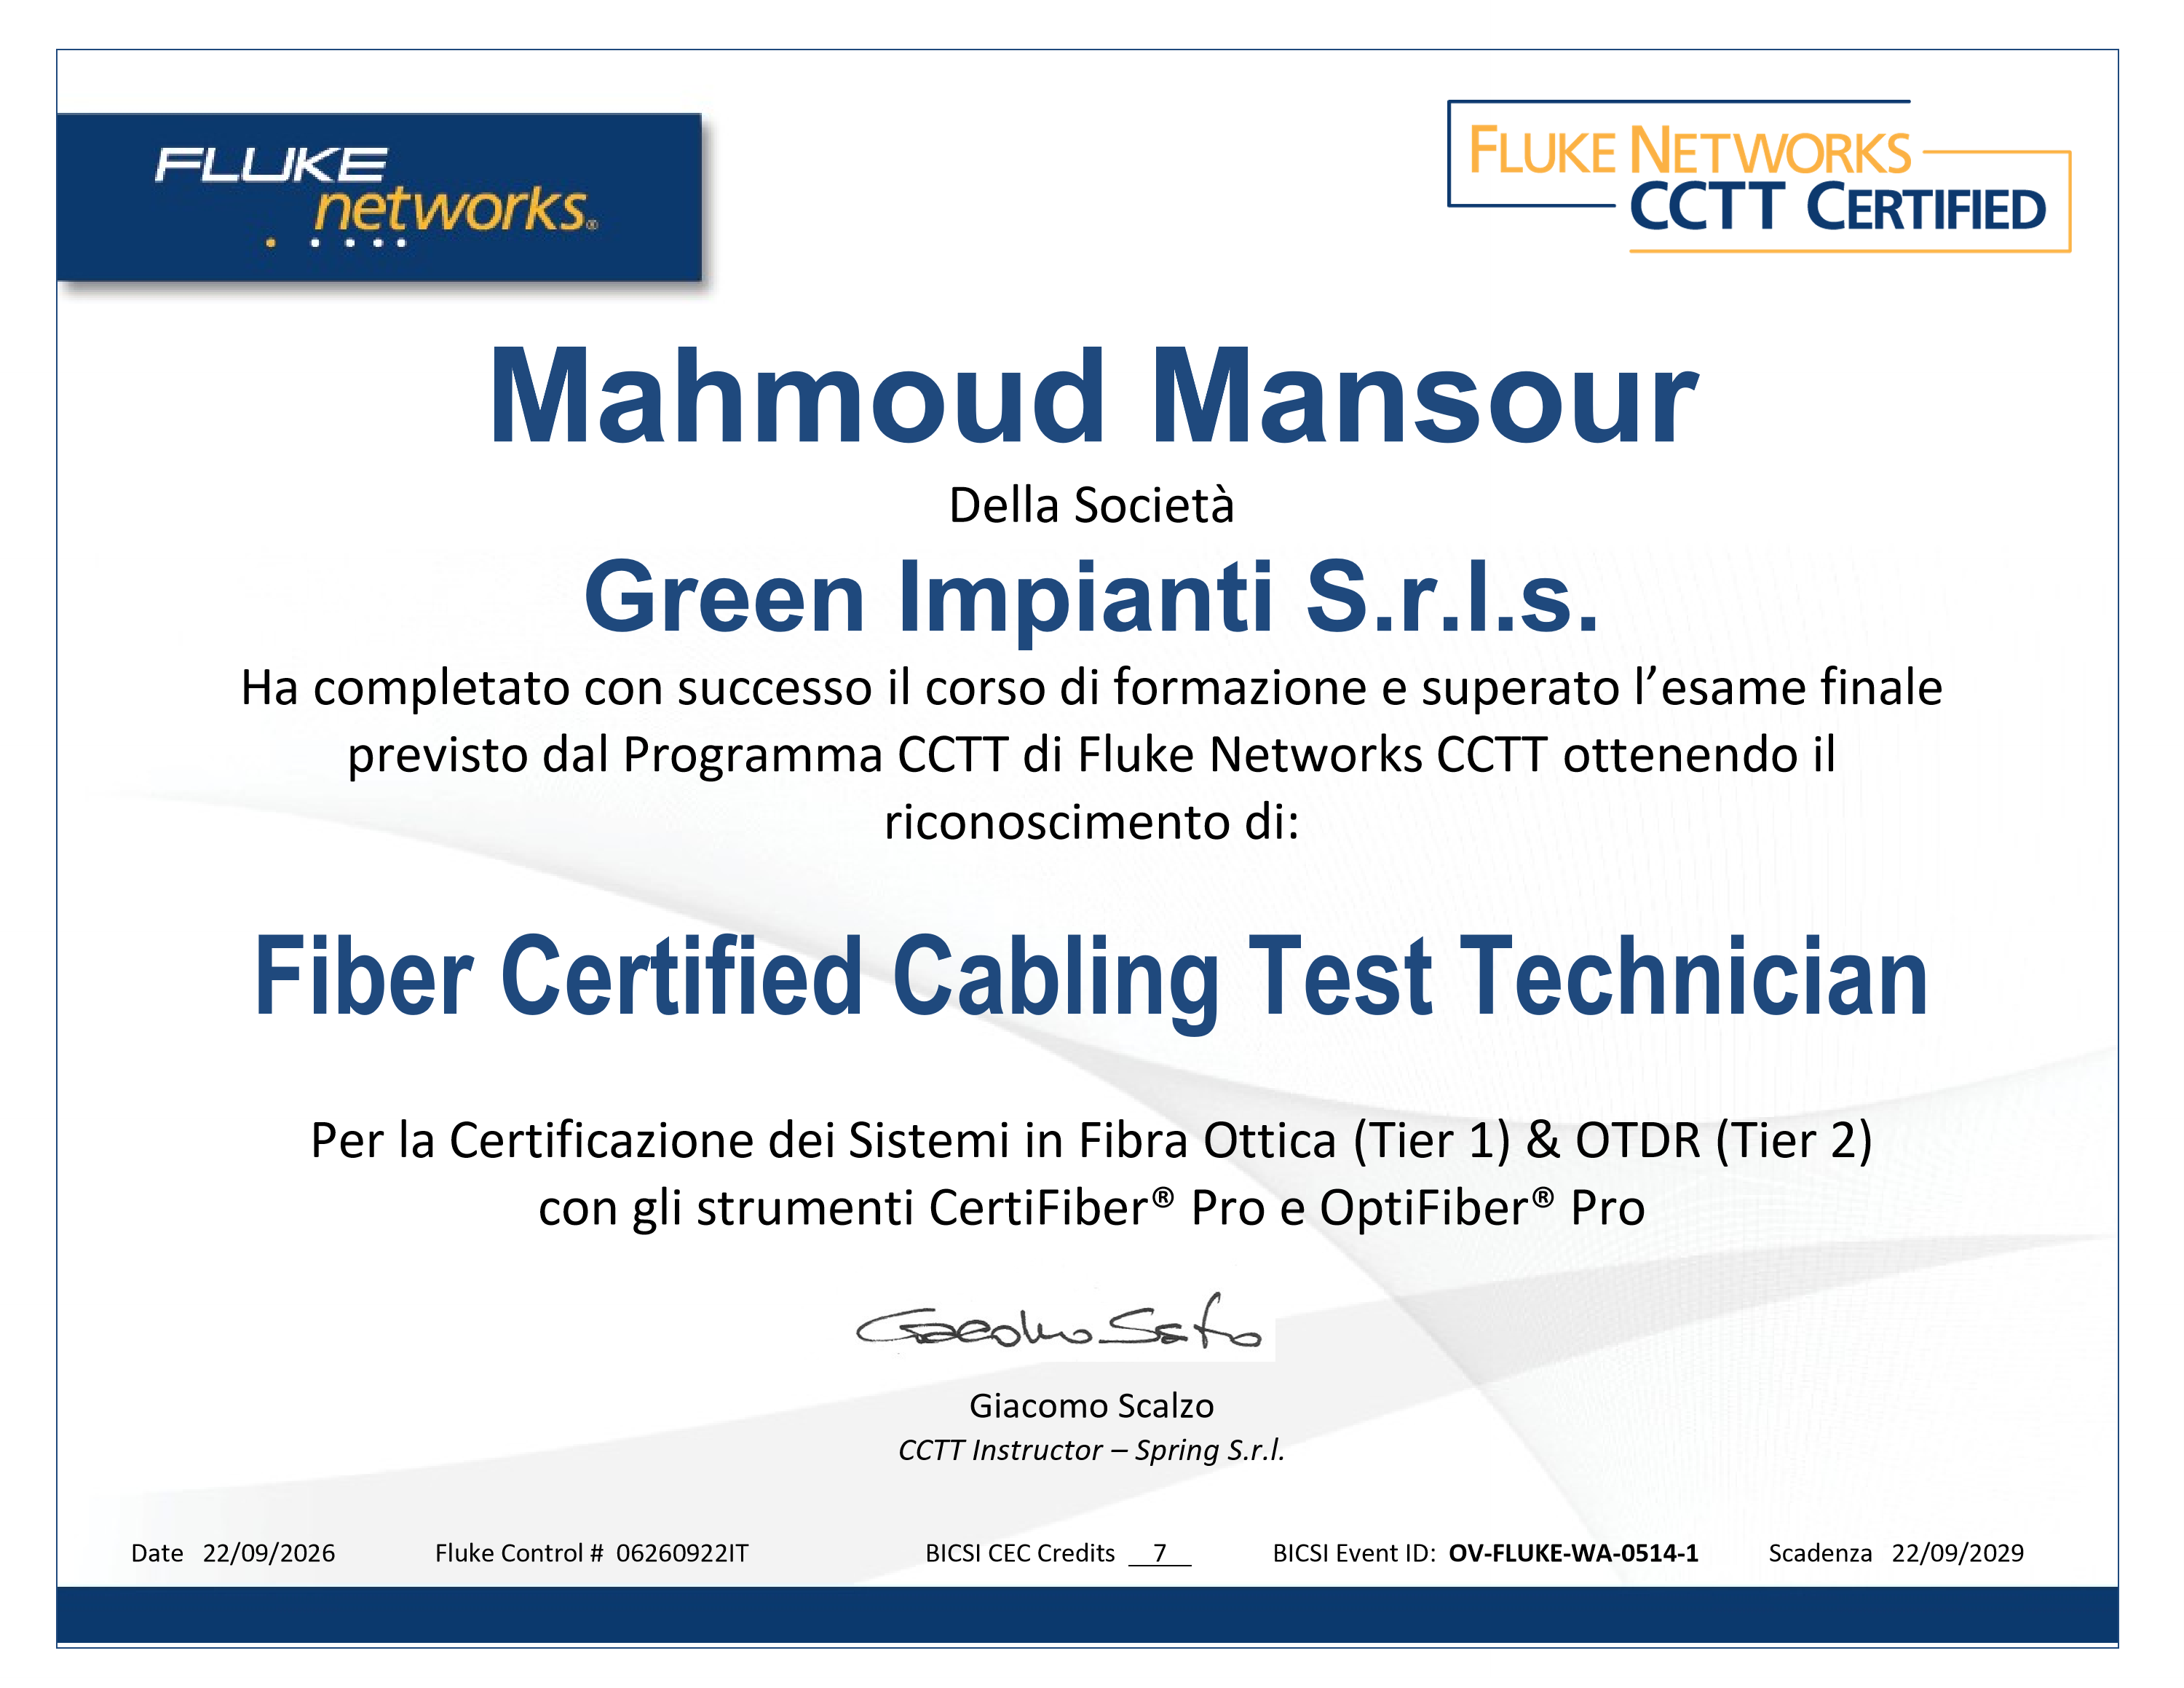 FLUKE
networks®
FLUKE NETWORKS
CCTT CERTIFIED
Mahmoud Mansour
Della Società
Green Impianti S.r.l.s.
Ha completato con successo il corso di formazione e superato l’esame finale
previsto dal Programma CCTT di Fluke Networks CCTT ottenendo il
riconoscimento di:
Fiber Certified Cabling Test Technician
Per la Certificazione dei Sistemi in Fibra Ottica (Tier 1) & OTDR (Tier 2)
con gli strumenti CertiFiber® Pro e OptiFiber® Pro
Giacomo Scalzo
CCTT Instructor – Spring S.r.l.
Date 22/09/2026 Fluke Control # 06260922IT BICSI CEC Credits 7 BICSI Event ID: OV-FLUKE-WA-0514-1 Scadenza 22/09/2029